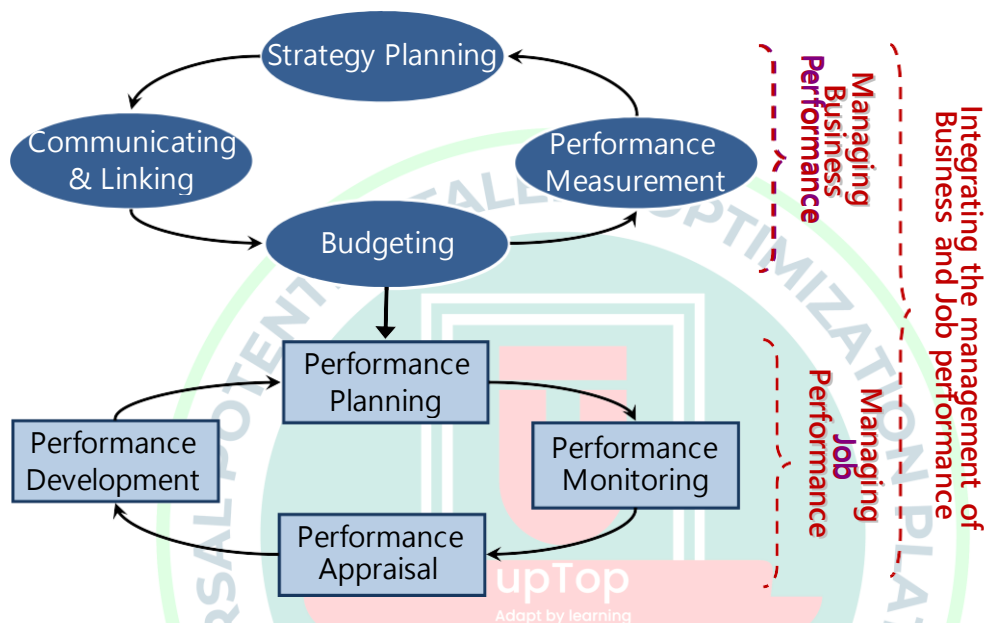 Strategy Planning
Communicating
& Linking
Performance
Measurement
Budgeting
Performance
Planning
Performance
Monitoring
Performance
Appraisal
Performance
Development
Managing
Business
Performance
Managing
Job
Performance
Integrating the management of
Business and Job performance
OPTIMIZATION
upTop
Adapt by learning